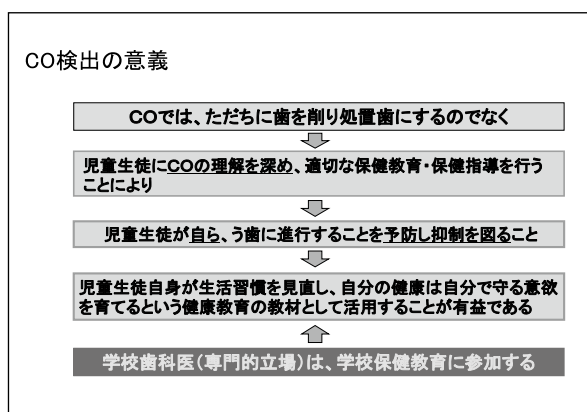 CO検出の意義
COでは、ただちに歯を削り処置歯にするのでなく
児童生徒にCOの理解を深め、適切な保健教育・保健指導を行う
ことにより
児童生徒が自ら、う歯に進行することを予防し抑制を図ること
児童生徒自身が生活習慣を見直し、自分の健康は自分で守る意欲
を育てるという健康教育の教材として活用することが有益である
学校歯科医(専門的立場)は、学校保健教育に参加する